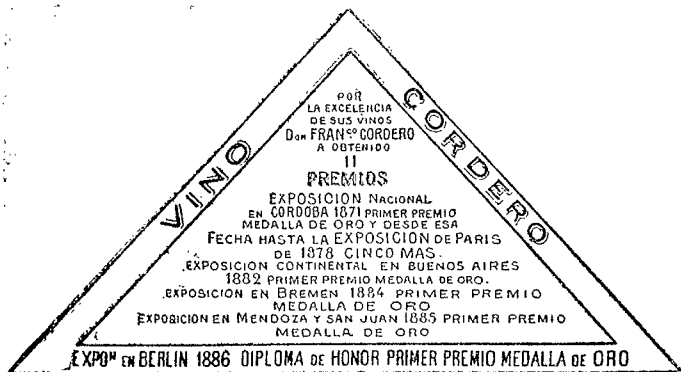 VINO
CORDERO
POR
LA EXCELENCIA
DE SUS VINOS
DON FRANCO CORDERO
A OBTENIDO
11
PREMIOS
EXPOSICION NACIONAL
EN CORDOBA 1871 PRIMER PREMIO
MEDALLA DE ORO Y DESDE ESA
FECHA HASTA LA EXPOSICION DE PARIS
DE 1878 CINCO MAS.
EXPOSICION CONTINENTAL EN BUENOS AIRES
1882 PRIMER PREMIO MEDALLA DE ORO.
EXPOSICION EN BREMEN 1884 PRIMER PREMIO
MEDALLA DE ORO
EXPOSICION EN MENDOZA Y SAN JUAN 1885 PRIMER PREMIO
MEDALLA DE ORO
EXPON EN BERLIN 1886 DIPLOMA DE HONOR PRIMER PREMIO MEDALLA DE ORO